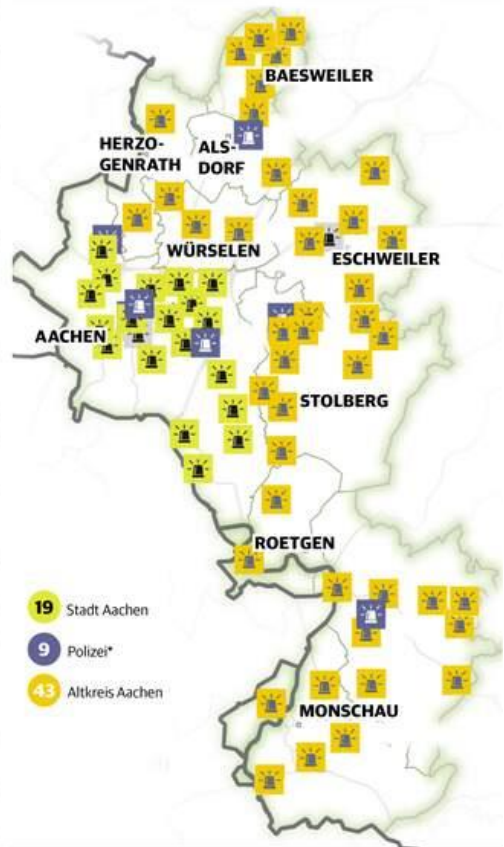 BAESWEILER
HERZO-
GENRATH
ALS-
DORF
WÜRSELEN
ESCHWEILER
AACHEN
STOLBERG
ROETGEN
19 Stadt Aachen
9 Polizei*
43 Altkreis Aachen
MONSCHAU